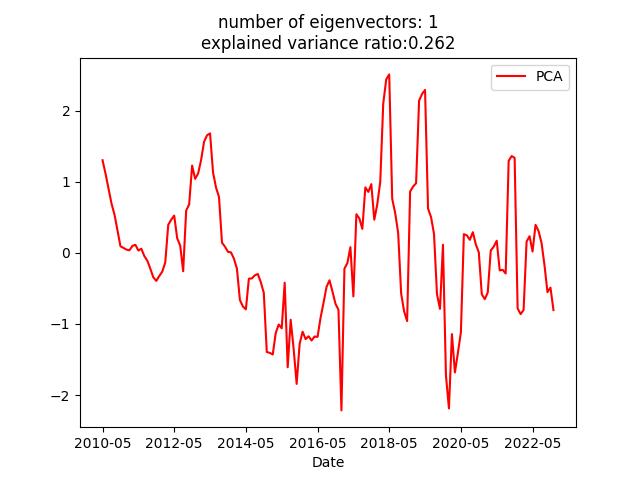 number of eigenvectors: 1
explained variance ratio:0.262
PCA
2
1
0
−1
−2
2010-05 2012-05 2014-05 2016-05 2018-05 2020-05 2022-05
Date